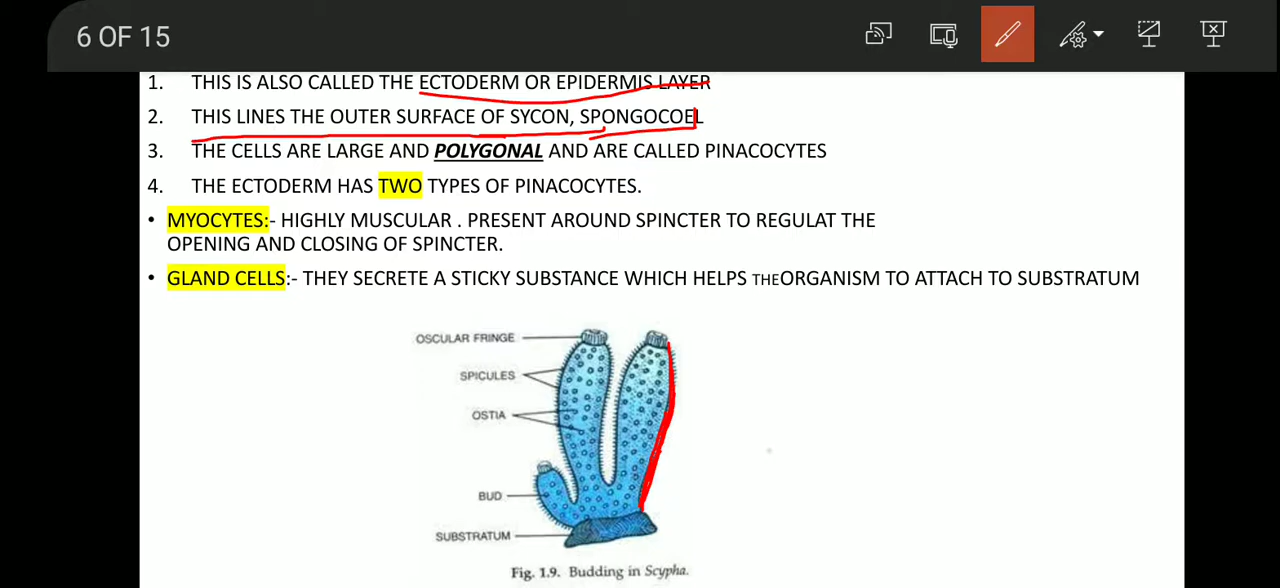 6 OF 15
1. THIS IS ALSO CALLED THE ECTODERM OR EPIDERMIS LAYER
2. THIS LINES THE OUTER SURFACE OF SYCON, SPONGOCOEL
3. THE CELLS ARE LARGE AND POLYGONAL AND ARE CALLED PINACOCYTES
4. THE ECTODERM HAS TWO TYPES OF PINACOCYTES.
• MYOCYTES:- HIGHLY MUSCULAR . PRESENT AROUND SPINCTER TO REGULAT THE
OPENING AND CLOSING OF SPINCTER.
• GLAND CELLS:- THEY SECRETE A STICKY SUBSTANCE WHICH HELPS THEORGANISM TO ATTACH TO SUBSTRATUM
OSCULAR FRINGE
SPICULES
OSTIA
BUD
SUBSTRATUM
Fig. 1.9. Budding in Scypha.